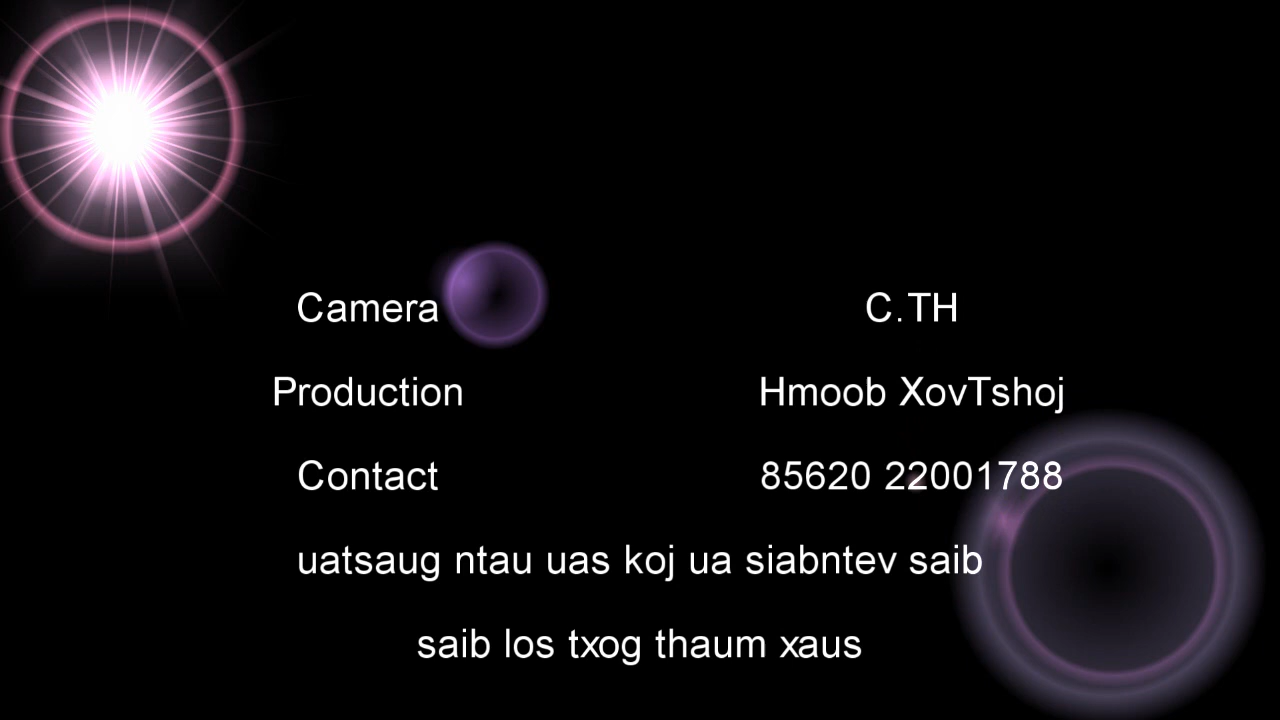 Camera C.TH
Production Hmoob XovTshoj
Contact 85620 22001788
uatsaug ntau uas koj ua siabntev saib
saib los txog thaum xaus